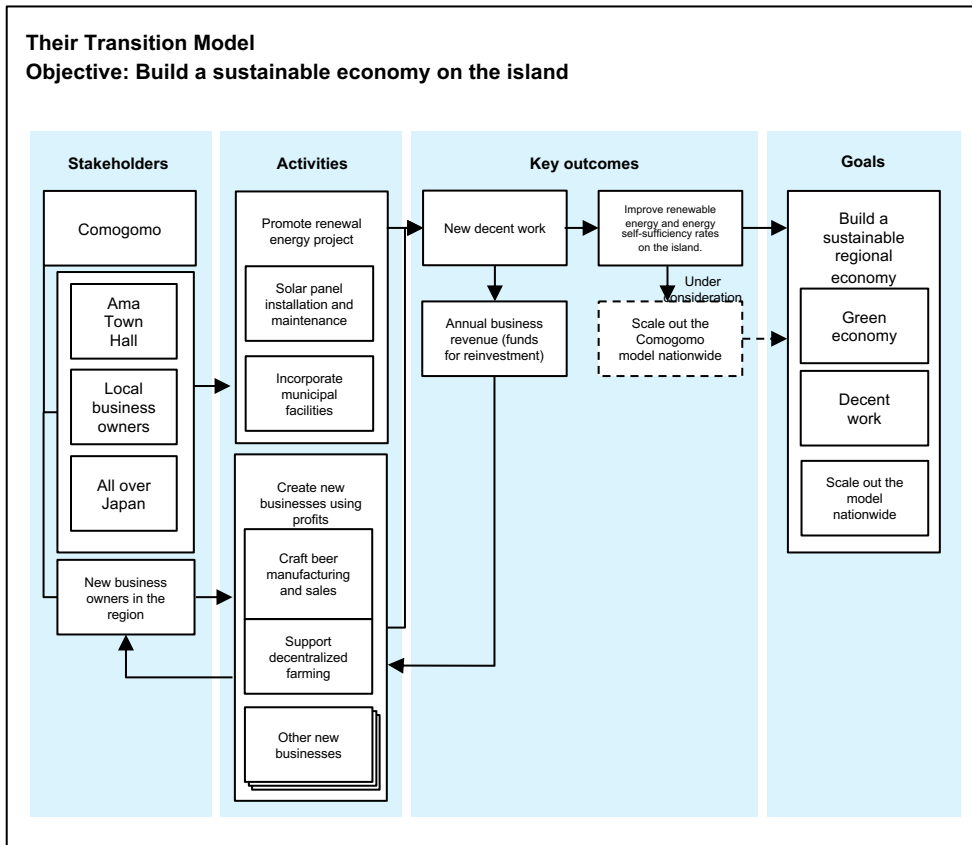 Their Transition Model
Objective: Build a sustainable economy on the island
Stakeholders
Comogomo
Ama
Town
Hall
Local
business
owners
All over
Japan
New business
owners in the
region
Activities
Promote renewal
energy project
Solar panel
installation and
maintenance
Incorporate
municipal
facilities
Create new
businesses using
profits
Craft beer
manufacturing
and sales
Support
decentralized
farming
Other new
businesses
Key outcomes
New decent work
Improve renewable
energy and energy
self-sufficiency rates
on the island.
Annual business
revenue (funds
for reinvestment)
Under
consideration
Scale out the
Comogomo
model nationwide
Goals
Build a
sustainable
regional
economy
Green
economy
Decent
work
Scale out the
model
nationwide